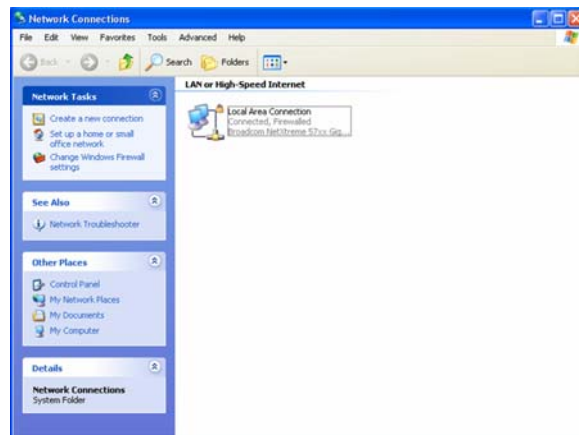 Network Connections
File Edit View Favorites Tools Advanced Help
Back Search Folders
LAN or High-Speed Internet
Local Area Connection
Connected, Firewalled
Broadcom NetXtreme 57xx Gig...
Network Tasks
Create a new connection
Set up a home or small
office network
Change Windows Firewall
settings
See Also
Network Troubleshooter
Other Places
Control Panel
My Network Places
My Documents
My Computer
Details
Network Connections
System Folder